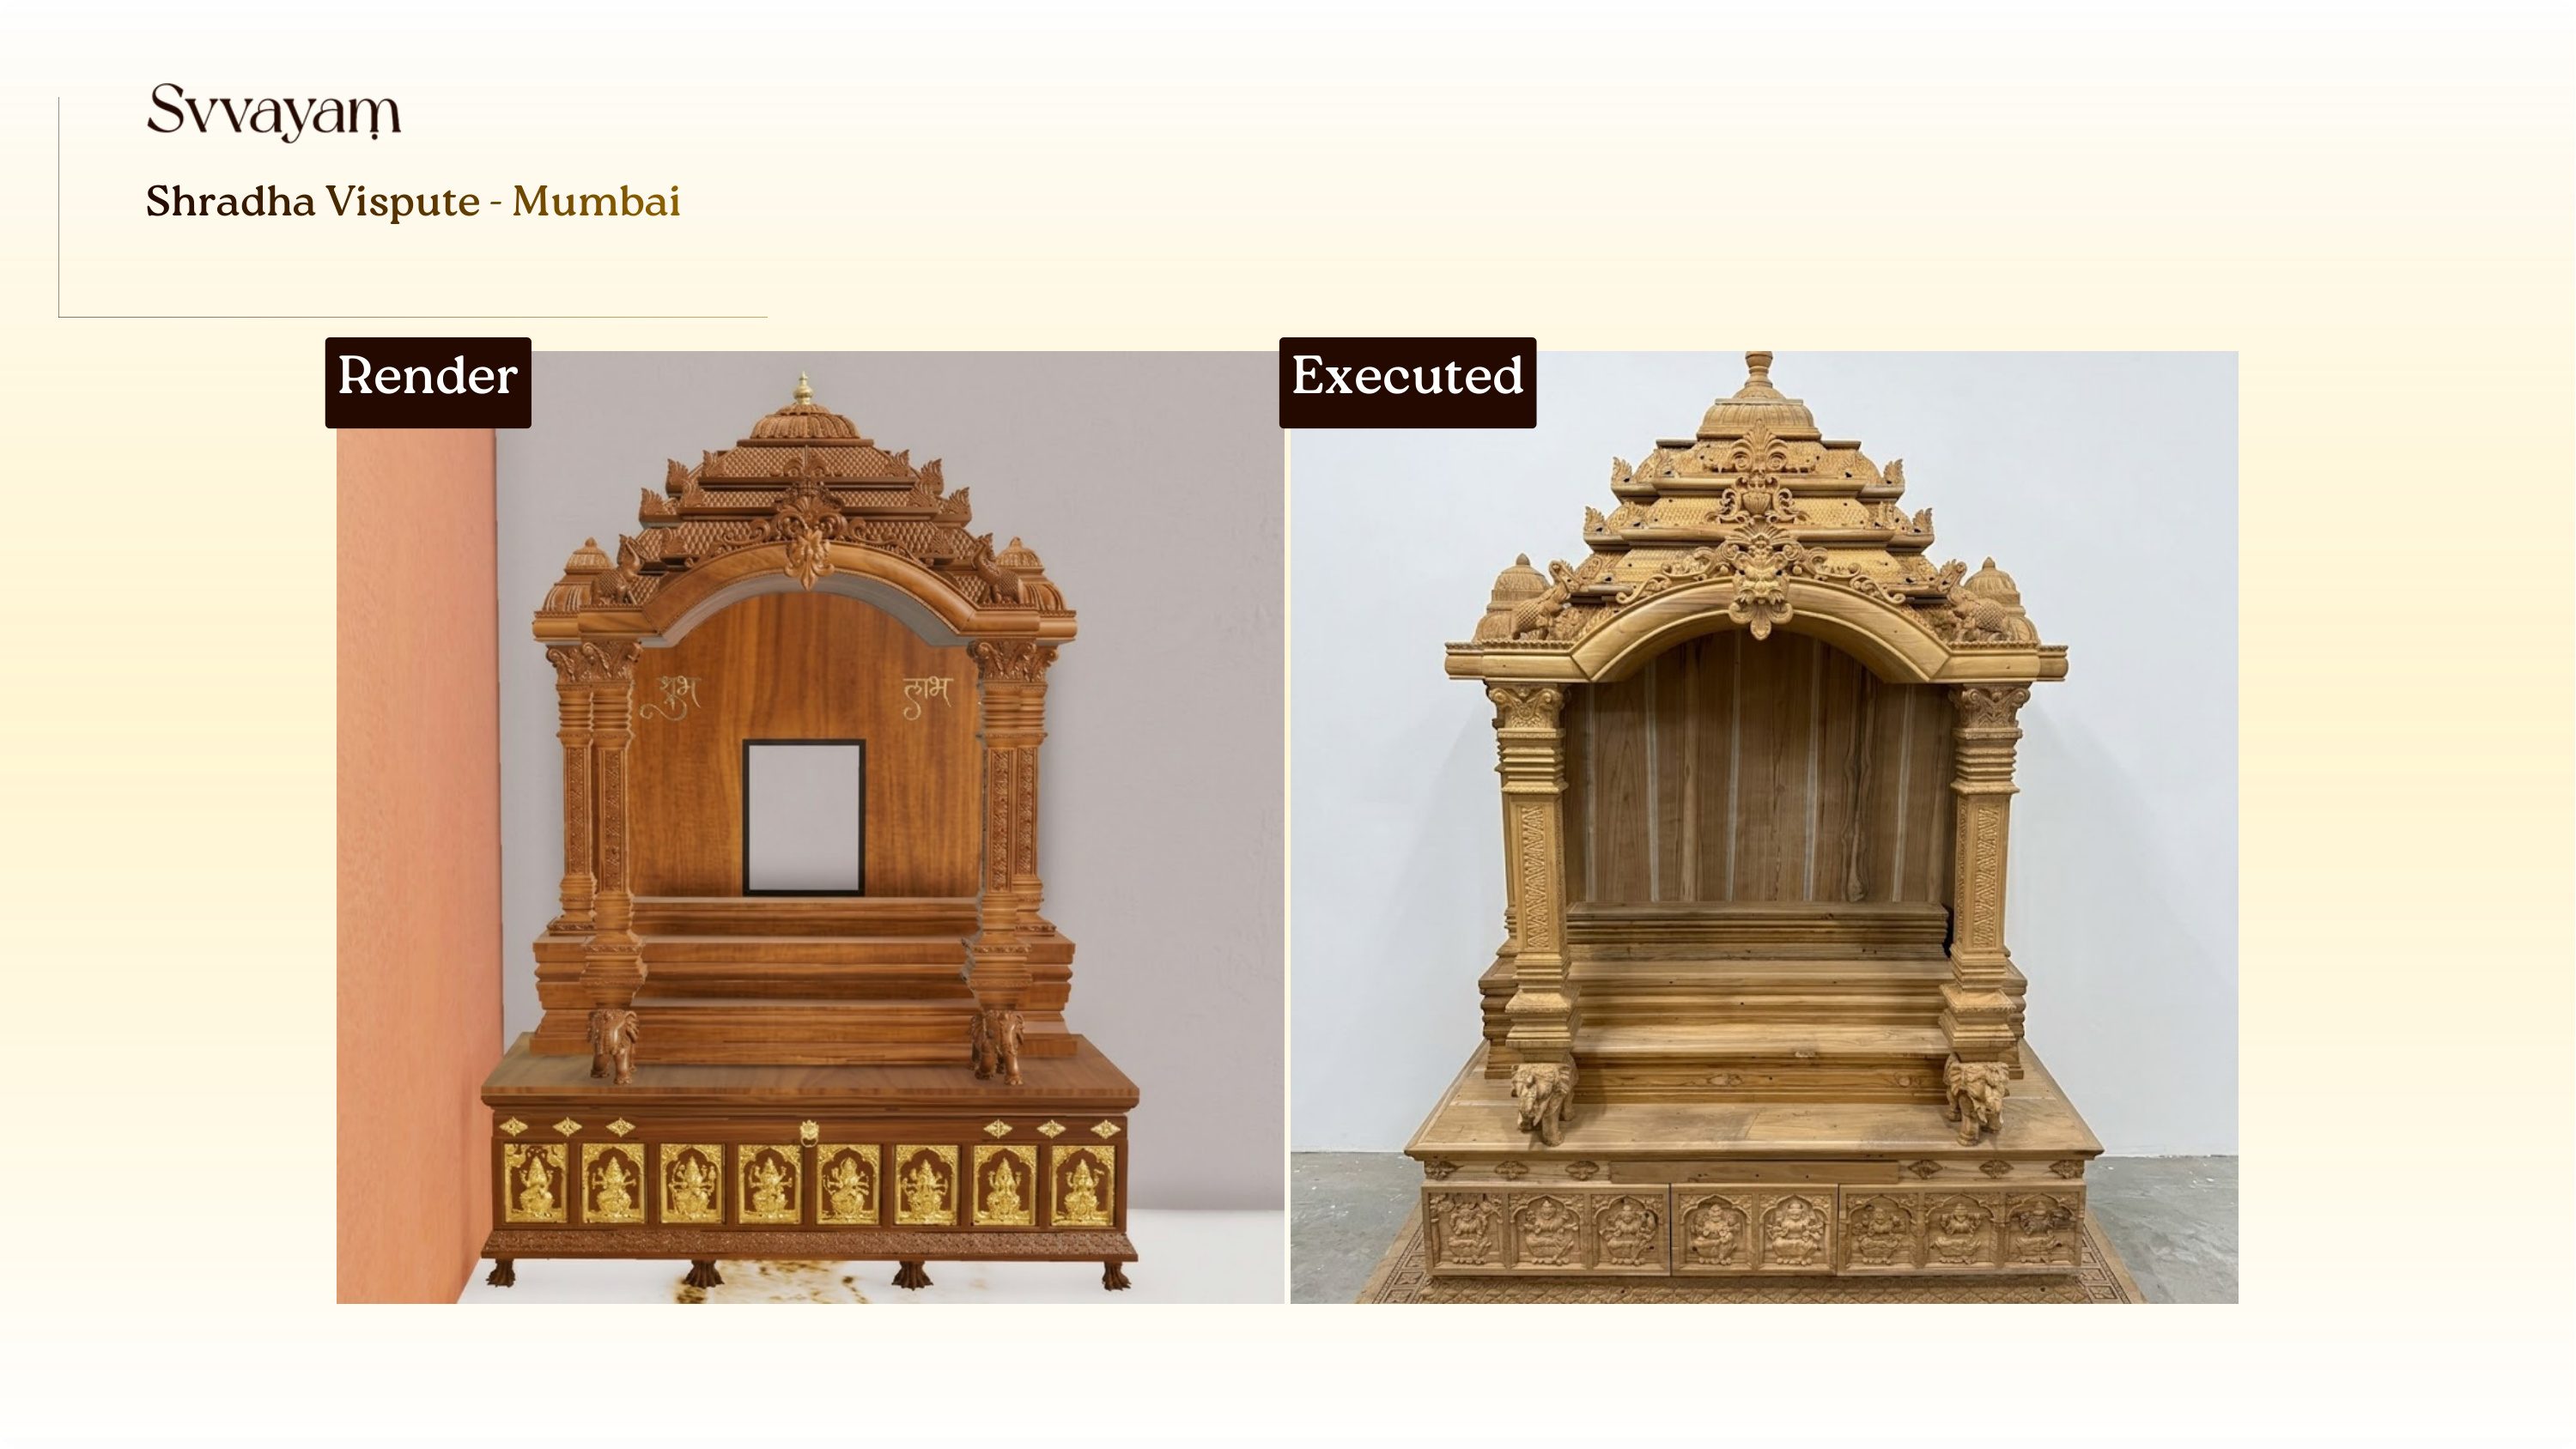 Svvayaṃ
Shradha Vispute - Mumbai
Render
Executed
शुभ
लाभ